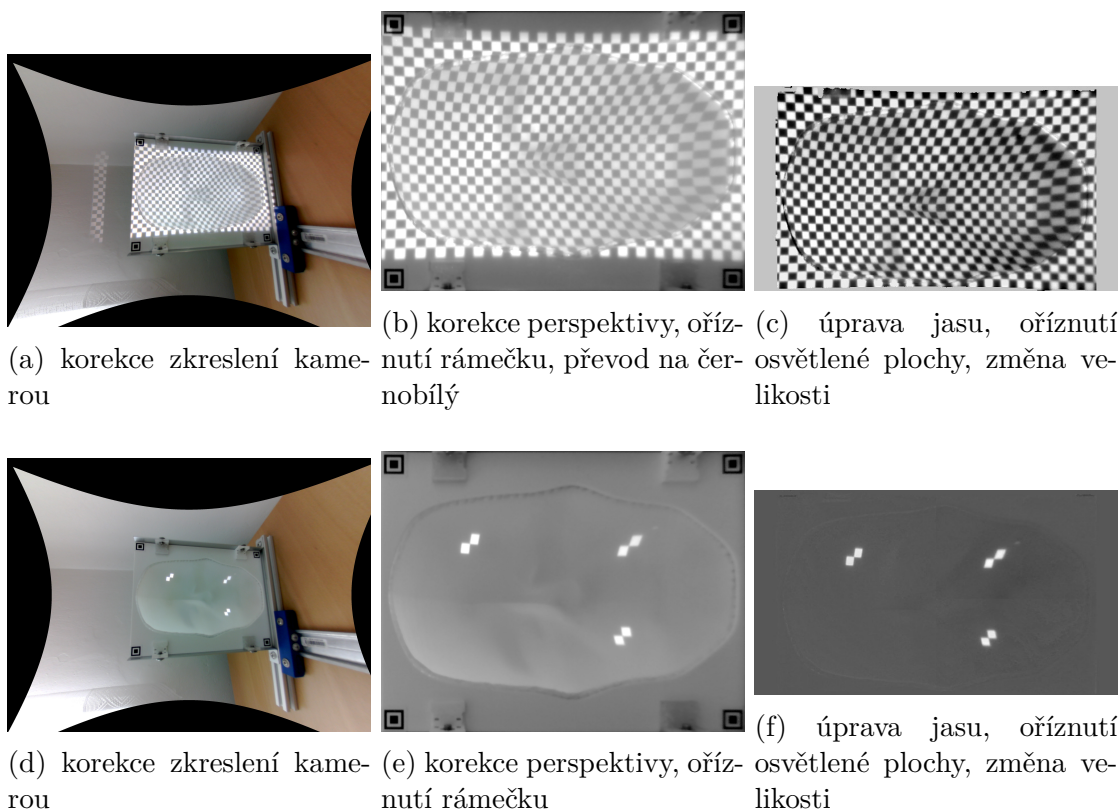 (a) korekce zkreslení kame-
rou
(b) korekce perspektivy, oříz-
nutí rámečku, převod na čer-
nobílý
(c) úprava jasu, oříznutí
osvětlené plochy, změna ve-
likosti
(d) korekce zkreslení kame-
rou
(e) korekce perspektivy, oříz-
nutí rámečku
(f) úprava jasu, oříznutí
osvětlené plochy, změna ve-
likosti